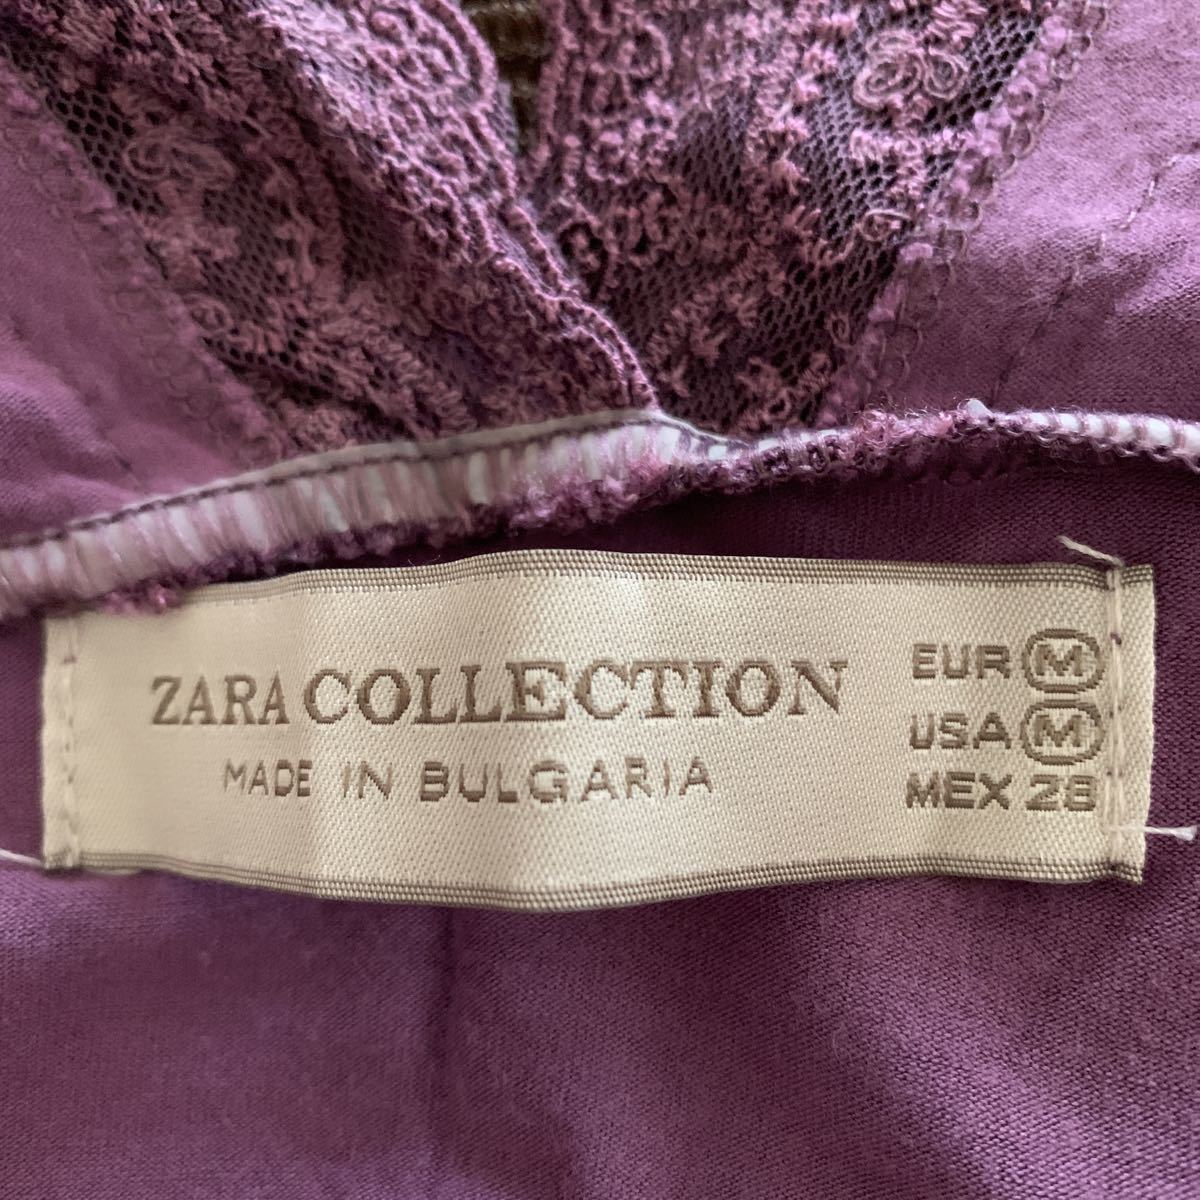 ZARA COLLECTION
MADE IN BULGARIA
EUR M
USA M
MEX 28